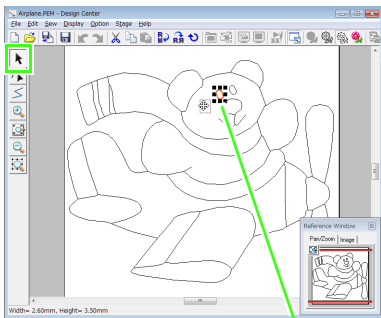 Airplane.PEM - Design Center
File Edit Sew Display Option Stage Help
Reference Window
Pan/Zoom Image
Width= 2.60mm, Height= 3.50mm